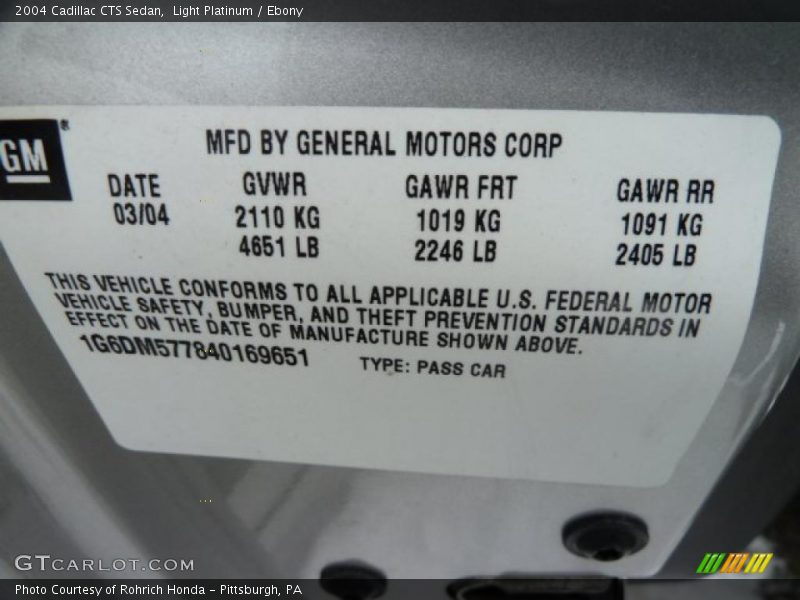 2004 Cadillac CTS Sedan,  Light Platinum / Ebony
GM®
MFD BY GENERAL MOTORS CORP
DATE GVWR GAWR FRT GAWR RR
03/04 2110 KG 1019 KG 1091 KG
4651 LB 2246 LB 2405 LB
THIS VEHICLE CONFORMS TO ALL APPLICABLE U.S. FEDERAL MOTOR
VEHICLE SAFETY, BUMPER, AND THEFT PREVENTION STANDARDS IN
EFFECT ON THE DATE OF MANUFACTURE SHOWN ABOVE.
1G6DM577840169651 TYPE: PASS CAR
GTCARLOT.COM
Photo Courtesy of Rohrich Honda - Pittsburgh, PA